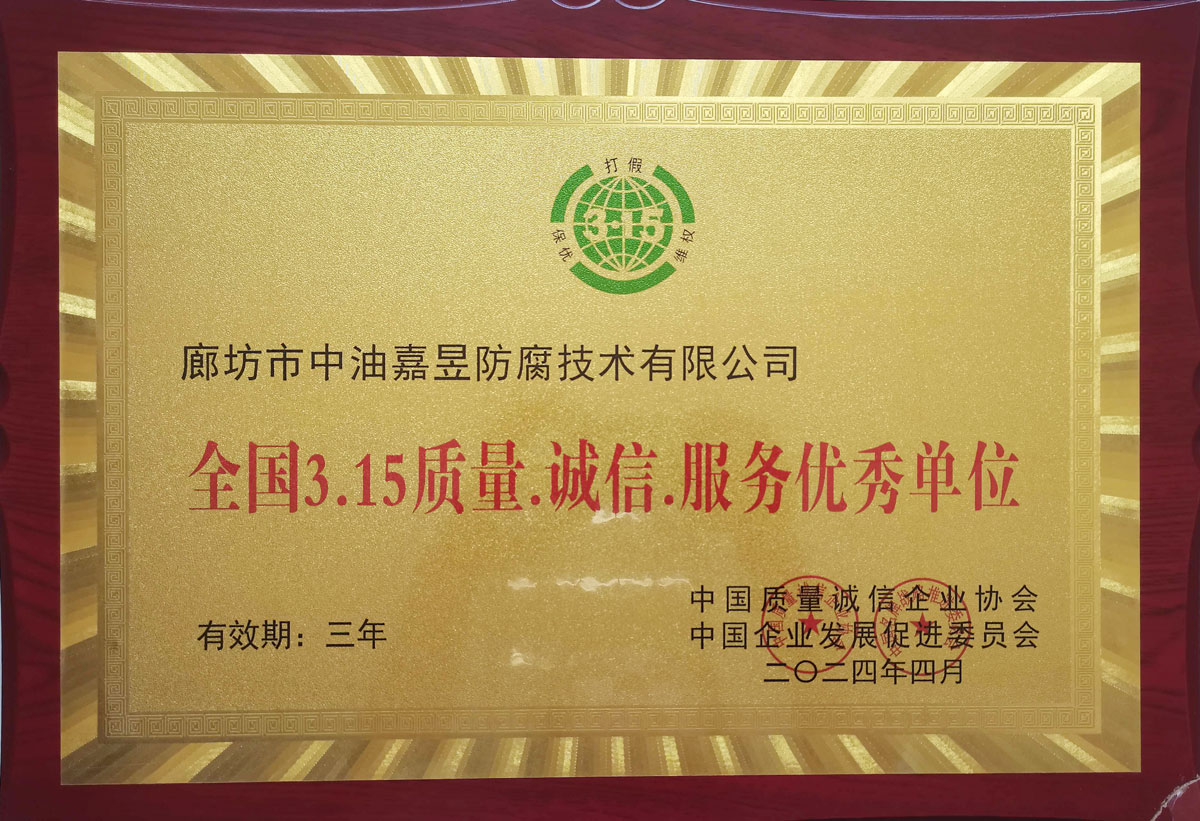 打假
3·15
保优
维权
廊坊市中油嘉昱防腐技术有限公司
全国3.15质量.诚信.服务优秀单位
有效期：三年
中国质量诚信企业协会
中国企业发展促进委员会
二〇二四年四月